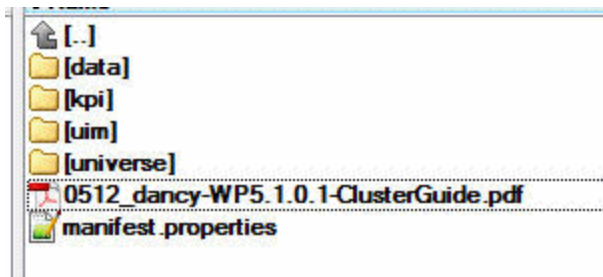 [..]
[data]
[kpi]
[uim]
[universe]
0512_dancy-WP5.1.0.1-ClusterGuide.pdf
manifest.properties